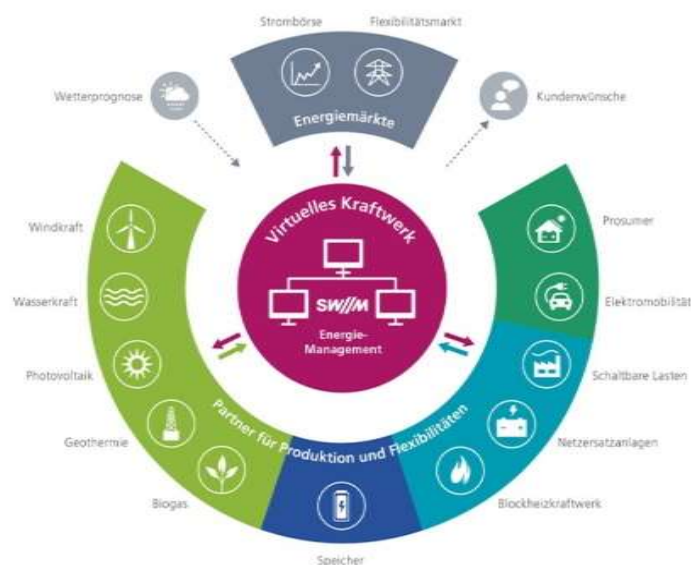 Strombörse
Flexibilitätsmarkt
Wetterprognose
Kundenwünsche
Energiemärkte
Virtuelles Kraftwerk
SW//M
Energie-
Management
Windkraft
Wasserkraft
Photovoltaik
Geothermie
Biogas
Speicher
Prosumer
Elektromobilität
Schaltbare Lasten
Netzersatzanlagen
Blockheizkraftwerk
Partner für Produktion und Flexibilitäten